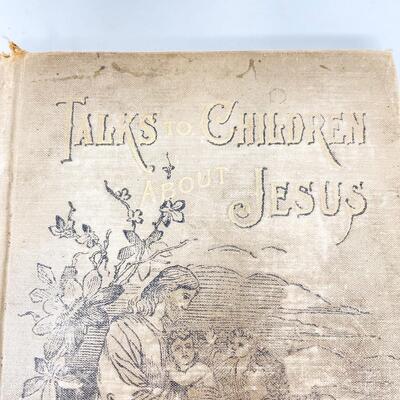 TALKS TO CHILDREN
ABOUT JESUS